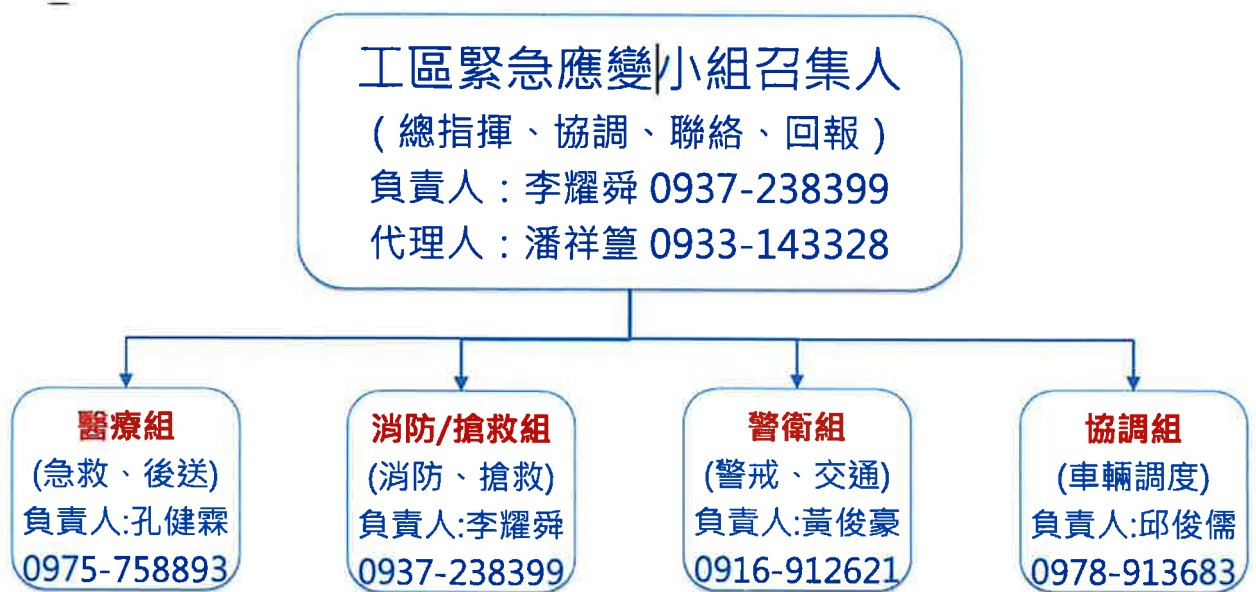 工區緊急應變小組召集人
(總指揮、協調、聯絡、回報)
負責人:李耀舜 0937-238399
代理人:潘祥篁 0933-143328
醫療組
(急救、後送)
負責人:孔健霖
0975-758893
消防/搶救組
(消防、搶救)
負責人:李耀舜
0937-238399
警衛組
(警戒、交通)
負責人:黃俊豪
0916-912621
協調組
(車輛調度)
負責人:邱俊儒
0978-913683